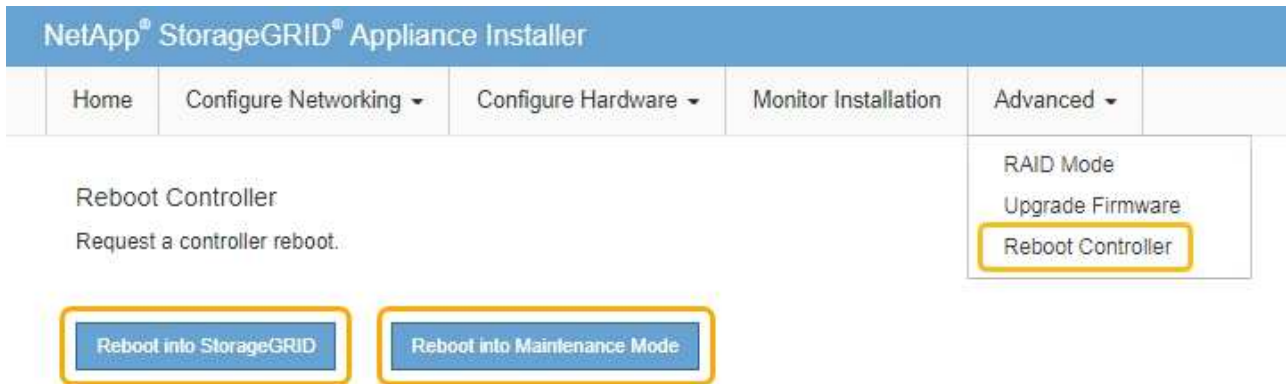 NetApp® StorageGRID® Appliance Installer
Home Configure Networking Configure Hardware Monitor Installation Advanced
RAID Mode
Upgrade Firmware
Reboot Controller
Reboot Controller
Request a controller reboot.
Reboot into StorageGRID Reboot into Maintenance Mode